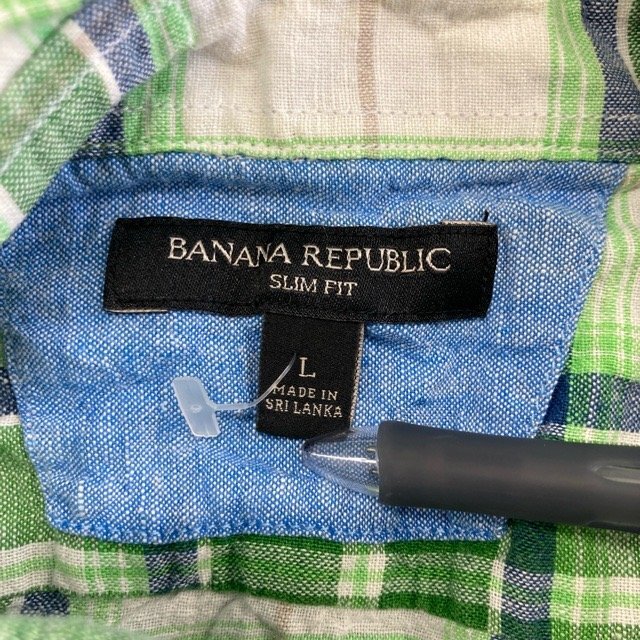 BANANA REPUBLIC
SLIM FIT
L
MADE IN
SRI LANKA